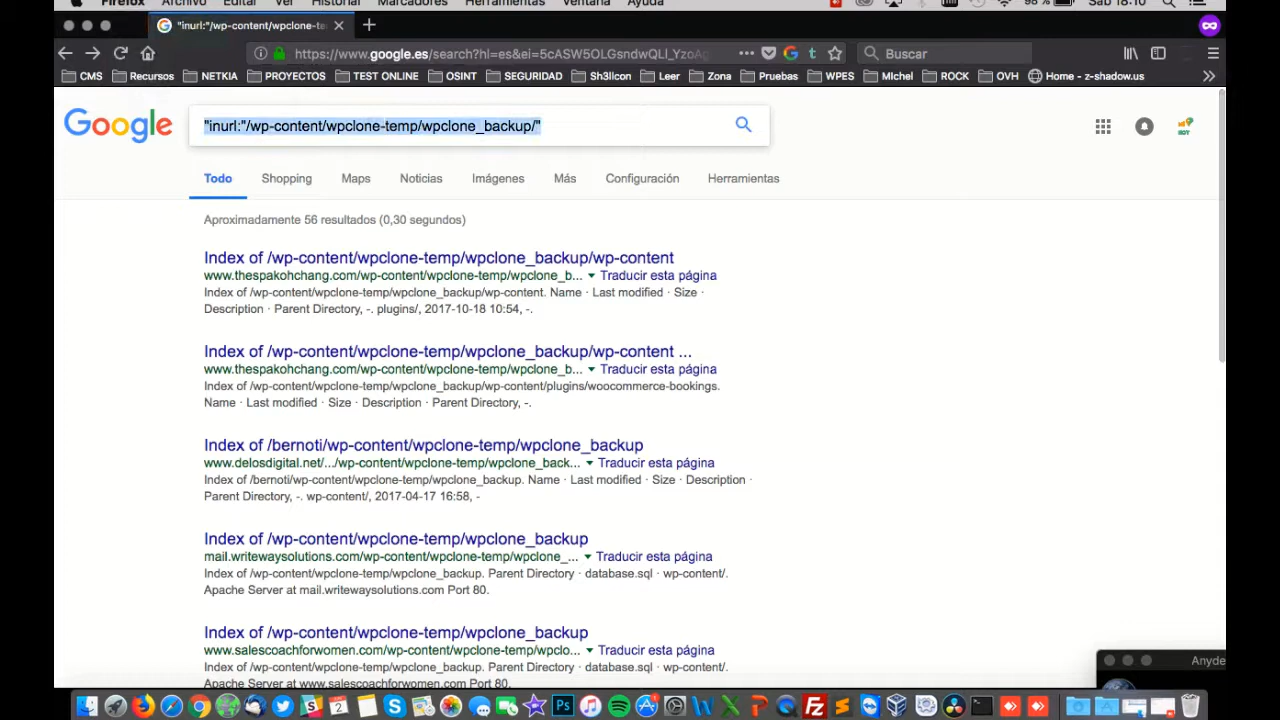 Firefox Archivo Editar Ver Historial Marcadores Herramientas Ventana Ayuda 98 % Sáb 18:10
"inurl:"/wp-content/wpclone-te
https://www.google.es/search?hl=es&ei=5cASW5OLGsndwQLI_YzoAg
Buscar
CMS Recursos NETKIA PROYECTOS TEST ONLINE OSINT SEGURIDAD Sh3llcon Leer Zona Pruebas WPES Michel ROCK OVH Home - z-shadow.us
Google
"inurl:"/wp-content/wpclone-temp/wpclone_backup/"
Todo Shopping Maps Noticias Imágenes Más Configuración Herramientas
Aproximadamente 56 resultados (0,30 segundos)
Index of /wp-content/wpclone-temp/wpclone_backup/wp-content
www.thespakohchang.com/wp-content/wpclone-temp/wpclone_b... Traducir esta página
Index of /wp-content/wpclone-temp/wpclone_backup/wp-content. Name · Last modified · Size ·
Description · Parent Directory, -. plugins/, 2017-10-18 10:54, -.
Index of /wp-content/wpclone-temp/wpclone_backup/wp-content ...
www.thespakohchang.com/wp-content/wpclone-temp/wpclone_b... Traducir esta página
Index of /wp-content/wpclone-temp/wpclone_backup/wp-content/plugins/woocommerce-bookings.
Name · Last modified · Size · Description · Parent Directory, -.
Index of /bernoti/wp-content/wpclone-temp/wpclone_backup
www.delosdigital.net/.../wp-content/wpclone-temp/wpclone_back... Traducir esta página
Index of /bernoti/wp-content/wpclone-temp/wpclone_backup. Name · Last modified · Size · Description ·
Parent Directory, -. wp-content/, 2017-04-17 16:58, -
Index of /wp-content/wpclone-temp/wpclone_backup
mail.writewaysolutions.com/wp-content/wpclone-temp/wpclone_... Traducir esta página
Index of /wp-content/wpclone-temp/wpclone_backup. Parent Directory · database.sql · wp-content/.
Apache Server at mail.writewaysolutions.com Port 80.
Index of /wp-content/wpclone-temp/wpclone_backup
www.salescoachforwomen.com/wp-content/wpclone-temp/wpclo... Traducir esta página
Index of /wp-content/wpclone-temp/wpclone_backup. Parent Directory · database.sql · wp-content/.
Apache Server at www.salescoachforwomen.com Port 80.
Anyde